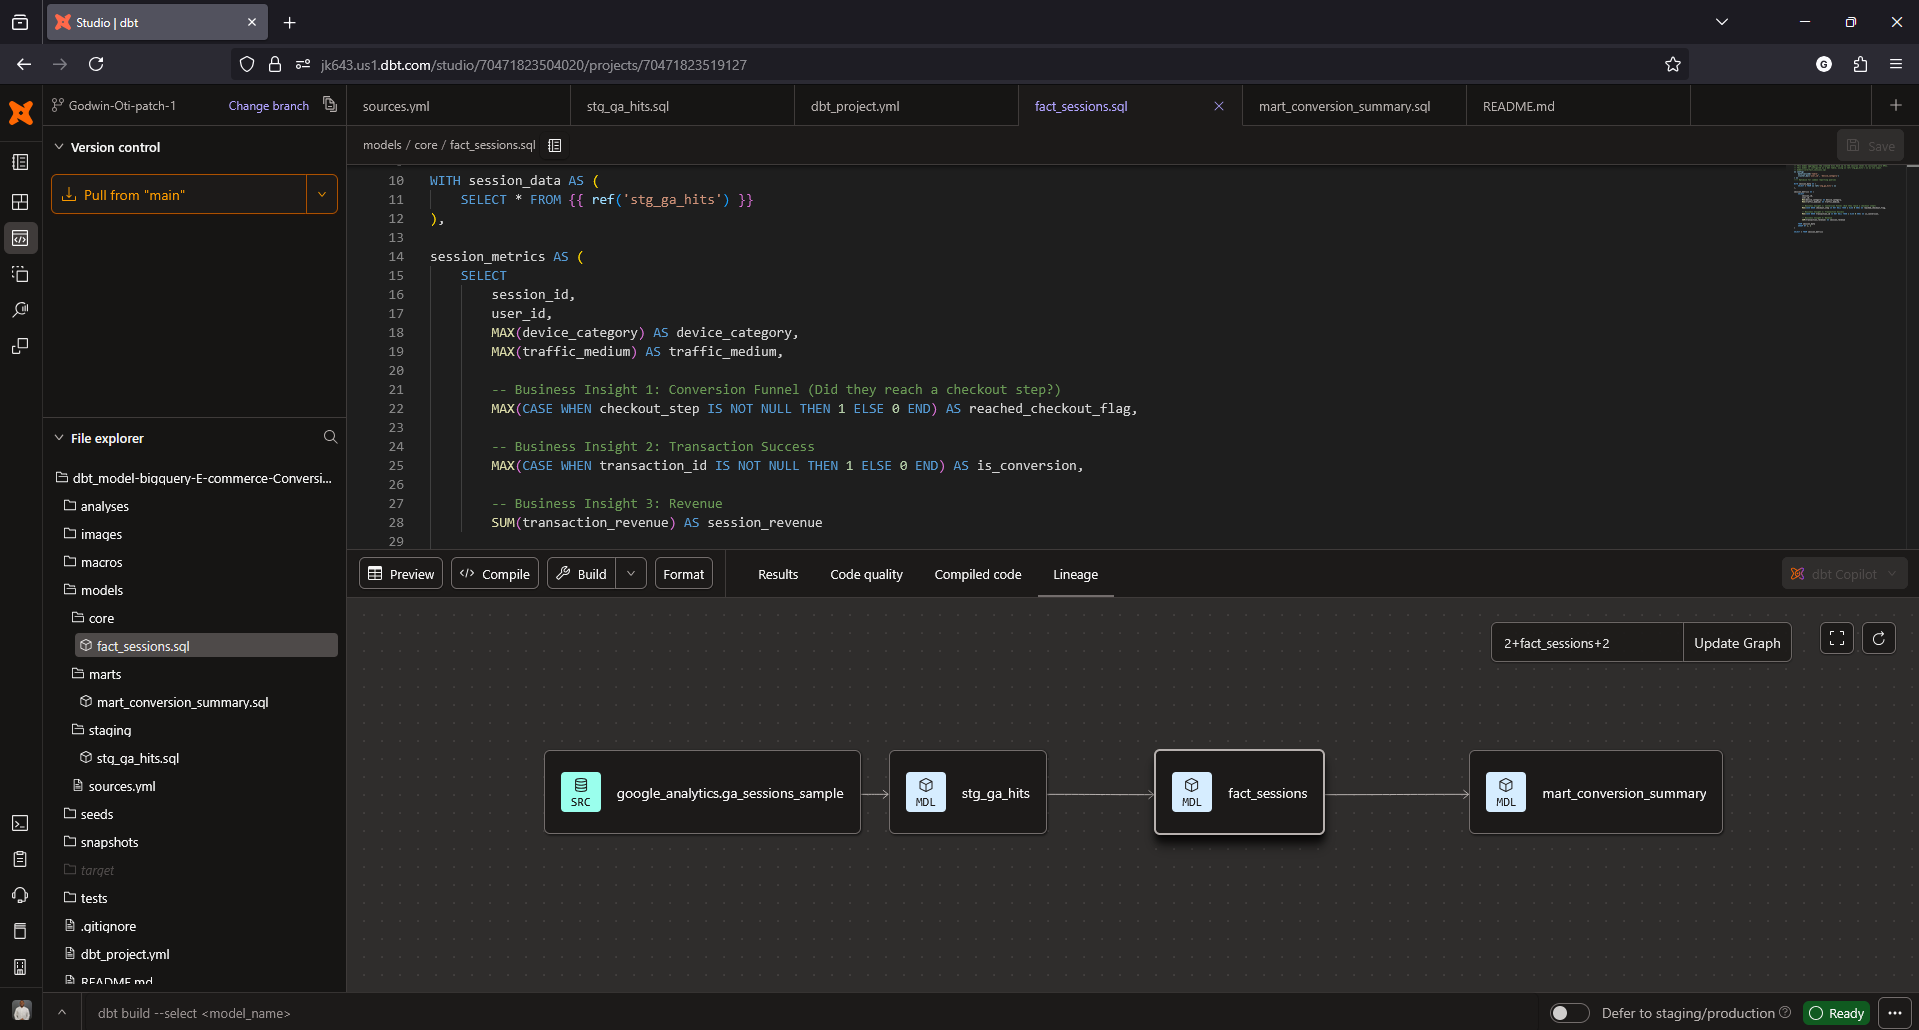 Studio | dbt
jk643.us1.dbt.com/studio/70471823504020/projects/70471823519127
G
Godwin-Oti-patch-1
Change branch
sources.yml
stg_ga_hits.sql
dbt_project.yml
fact_sessions.sql
mart_conversion_summary.sql
README.md
Version control
Pull from "main"
models / core / fact_sessions.sql
Save
10 WITH session_data AS (
11 SELECT * FROM {{ ref('stg_ga_hits') }}
12 ),
13
14 session_metrics AS (
15 SELECT
16 session_id,
17 user_id,
18 MAX(device_category) AS device_category,
19 MAX(traffic_medium) AS traffic_medium,
20
21 -- Business Insight 1: Conversion Funnel (Did they reach a checkout step?)
22 MAX(CASE WHEN checkout_step IS NOT NULL THEN 1 ELSE 0 END) AS reached_checkout_flag,
23
24 -- Business Insight 2: Transaction Success
25 MAX(CASE WHEN transaction_id IS NOT NULL THEN 1 ELSE 0 END) AS is_conversion,
26
27 -- Business Insight 3: Revenue
28 SUM(transaction_revenue) AS session_revenue
29
File explorer
dbt_model-bigquery-E-commerce-Conversi...
analyses
images
macros
models
core
fact_sessions.sql
marts
mart_conversion_summary.sql
staging
stg_ga_hits.sql
sources.yml
seeds
snapshots
target
tests
.gitignore
dbt_project.yml
README.md
Preview
Compile
Build
Format
Results
Code quality
Compiled code
Lineage
dbt Copilot
2+fact_sessions+2
Update Graph
SRC
google_analytics.ga_sessions_sample
MDL
stg_ga_hits
MDL
fact_sessions
MDL
mart_conversion_summary
dbt build --select <model_name>
Defer to staging/production
Ready